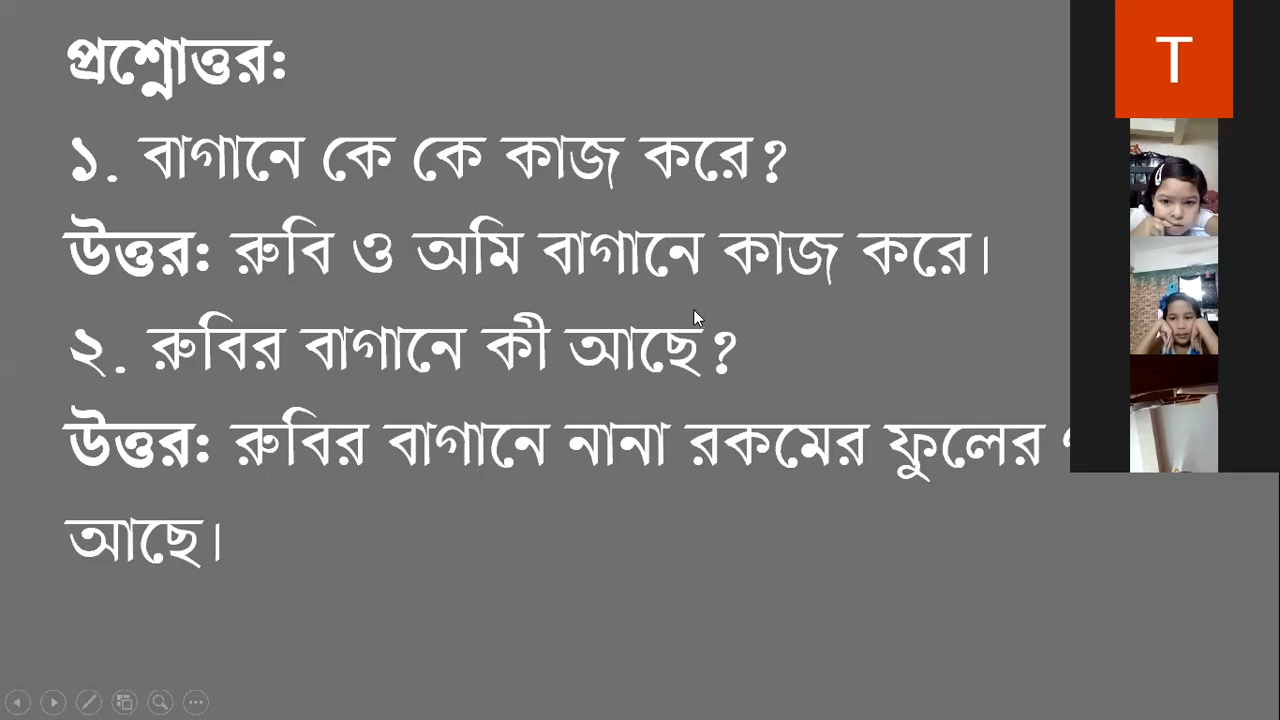 প্রশ্নোত্তরঃ
১. বাগানে কে কে কাজ করে?
উত্তরঃ রুবি ও অমি বাগানে কাজ করে।
২. রুবির বাগানে কী আছে?
উত্তরঃ রুবির বাগানে নানা রকমের ফুলের
আছে।
T